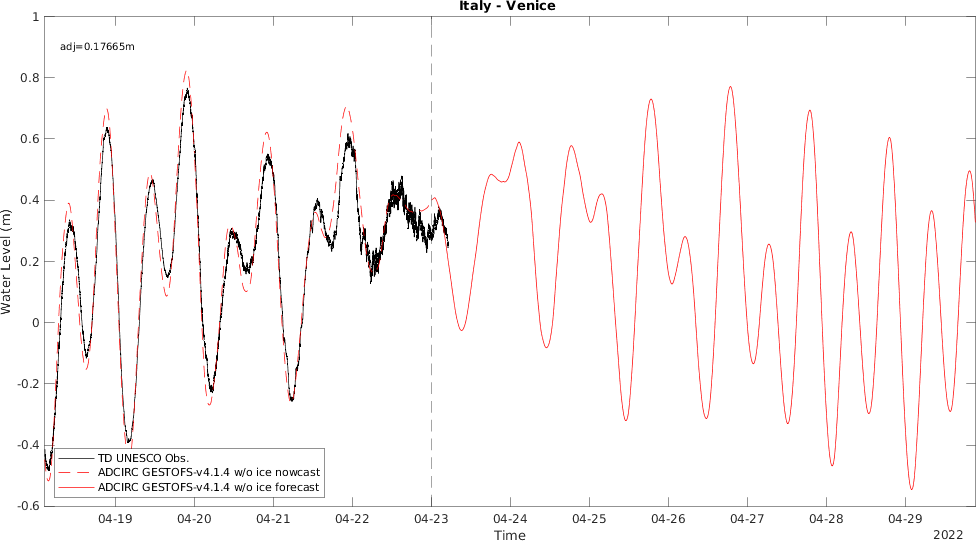 Italy - Venice
adj=0.17665m
1
0.8
0.6
0.4
0.2
0
-0.2
-0.4
-0.6
Water Level (m)
TD UNESCO Obs.
ADCIRC GESTOFS-v4.1.4 w/o ice nowcast
ADCIRC GESTOFS-v4.1.4 w/o ice forecast
04-19 04-20 04-21 04-22 04-23 04-24 04-25 04-26 04-27 04-28 04-29
Time
2022